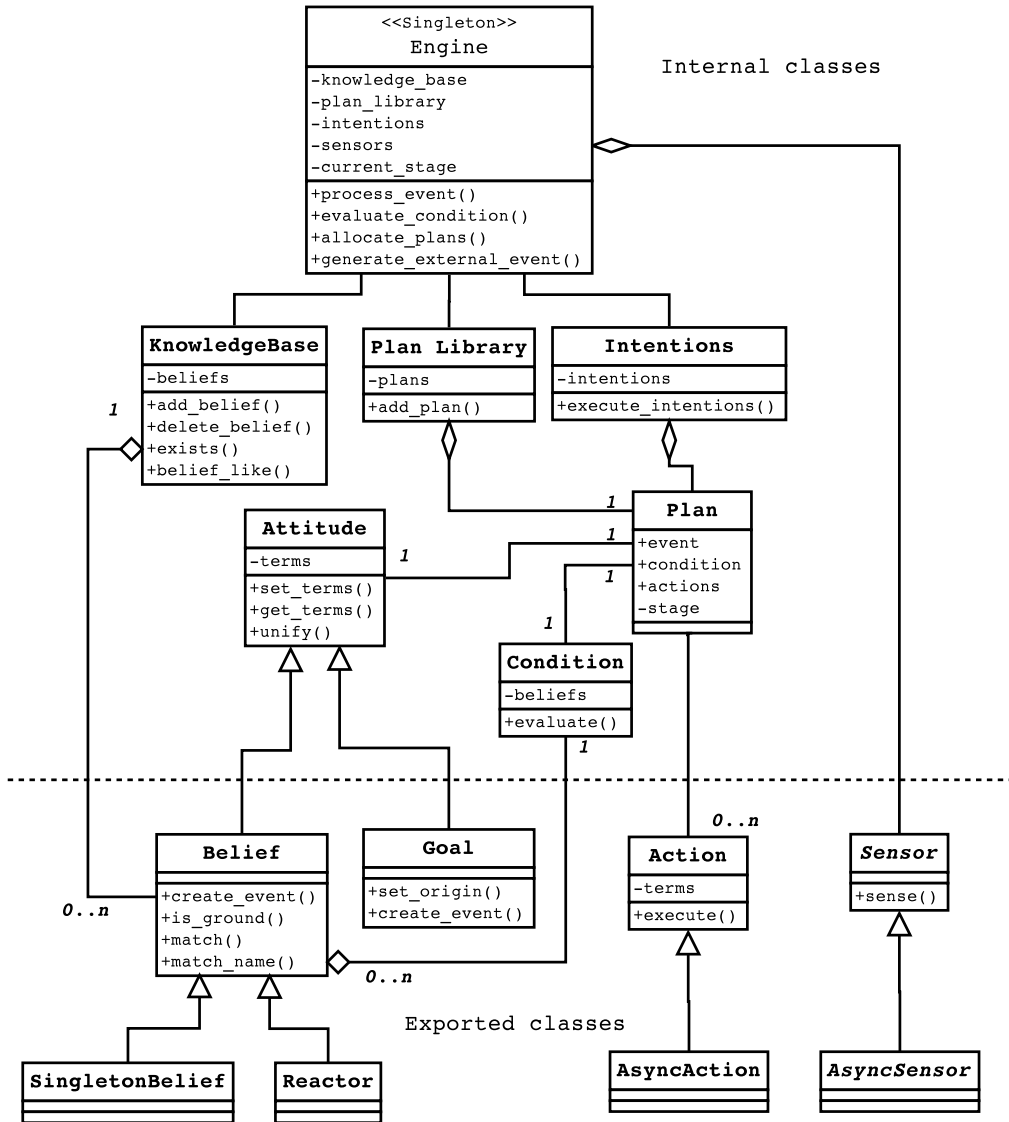 <<Singleton>>
Engine
Internal classes
-knowledge_base
-plan_library
-intentions
-sensors
-current_stage
+process_event()
+evaluate_condition()
+allocate_plans()
+generate_external_event()
KnowledgeBase
-beliefs
+add_belief()
+delete_belief()
+exists()
+belief_like()
1
Plan Library
-plans
+add_plan()
Intentions
-intentions
+execute_intentions()
Attitude
-terms
+set_terms()
+get_terms()
+unify()
1
1
1
1
Plan
+event
+condition
+actions
-stage
1
Condition
-beliefs
+evaluate()
1
Belief
+create_event()
+is_ground()
+match()
+match_name()
0..n
0..n
Goal
+set_origin()
+create_event()
0..n
Action
-terms
+execute()
Sensor
+sense()
Exported classes
SingletonBelief
Reactor
AsyncAction
AsyncSensor